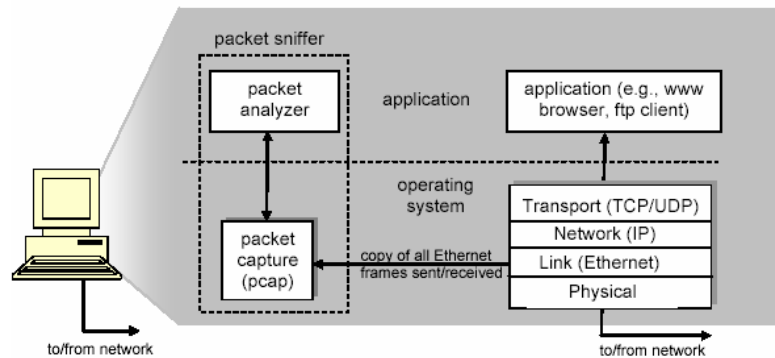 packet sniffer
packet
analyzer
application
application (e.g., www
browser, ftp client)
operating
system
packet
capture
(pcap)
copy of all Ethernet
frames sent/received
Transport (TCP/UDP)
Network (IP)
Link (Ethernet)
Physical
to/from network
to/from network